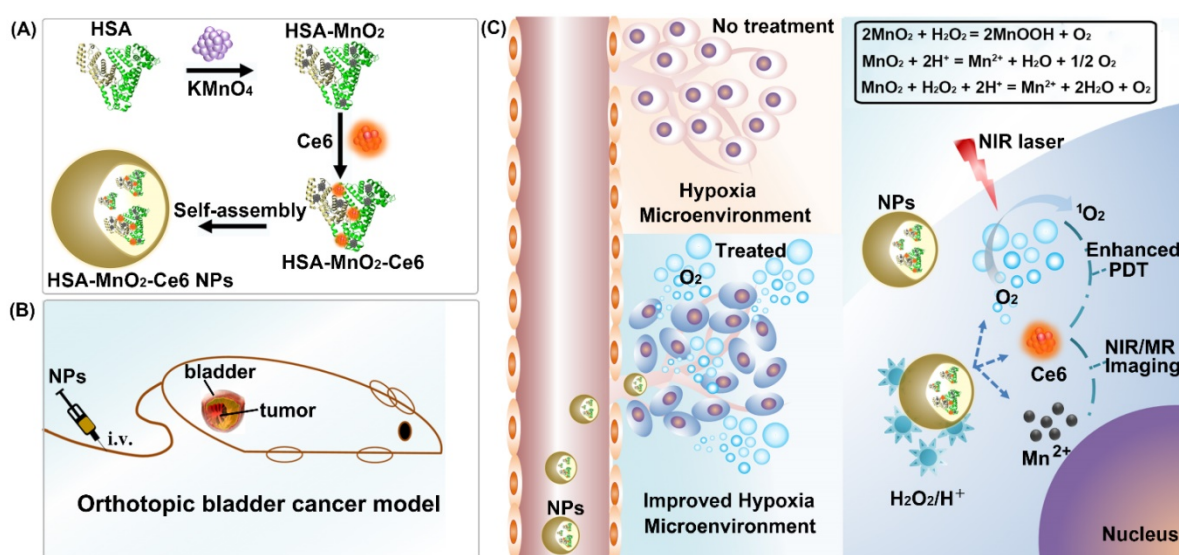 (A)
HSA
KMnO₄
HSA-MnO₂
Ce6
HSA-MnO₂-Ce6
Self-assembly
HSA-MnO₂-Ce6 NPs
(B)
NPs
i.v.
bladder
tumor
Orthotopic bladder cancer model
(C)
No treatment
Hypoxia
Microenvironment
Treated
O₂
Improved Hypoxia
Microenvironment
NPs
2MnO₂ + H₂O₂ = 2MnOOH + O₂
MnO₂ + 2H⁺ = Mn²⁺ + H₂O + 1/2 O₂
MnO₂ + H₂O₂ + 2H⁺ = Mn²⁺ + 2H₂O + O₂
NIR laser
NPs
¹O₂
Enhanced
PDT
O₂
Ce6
NIR/MR
Imaging
Mn²⁺
H₂O₂/H⁺
Nucleus